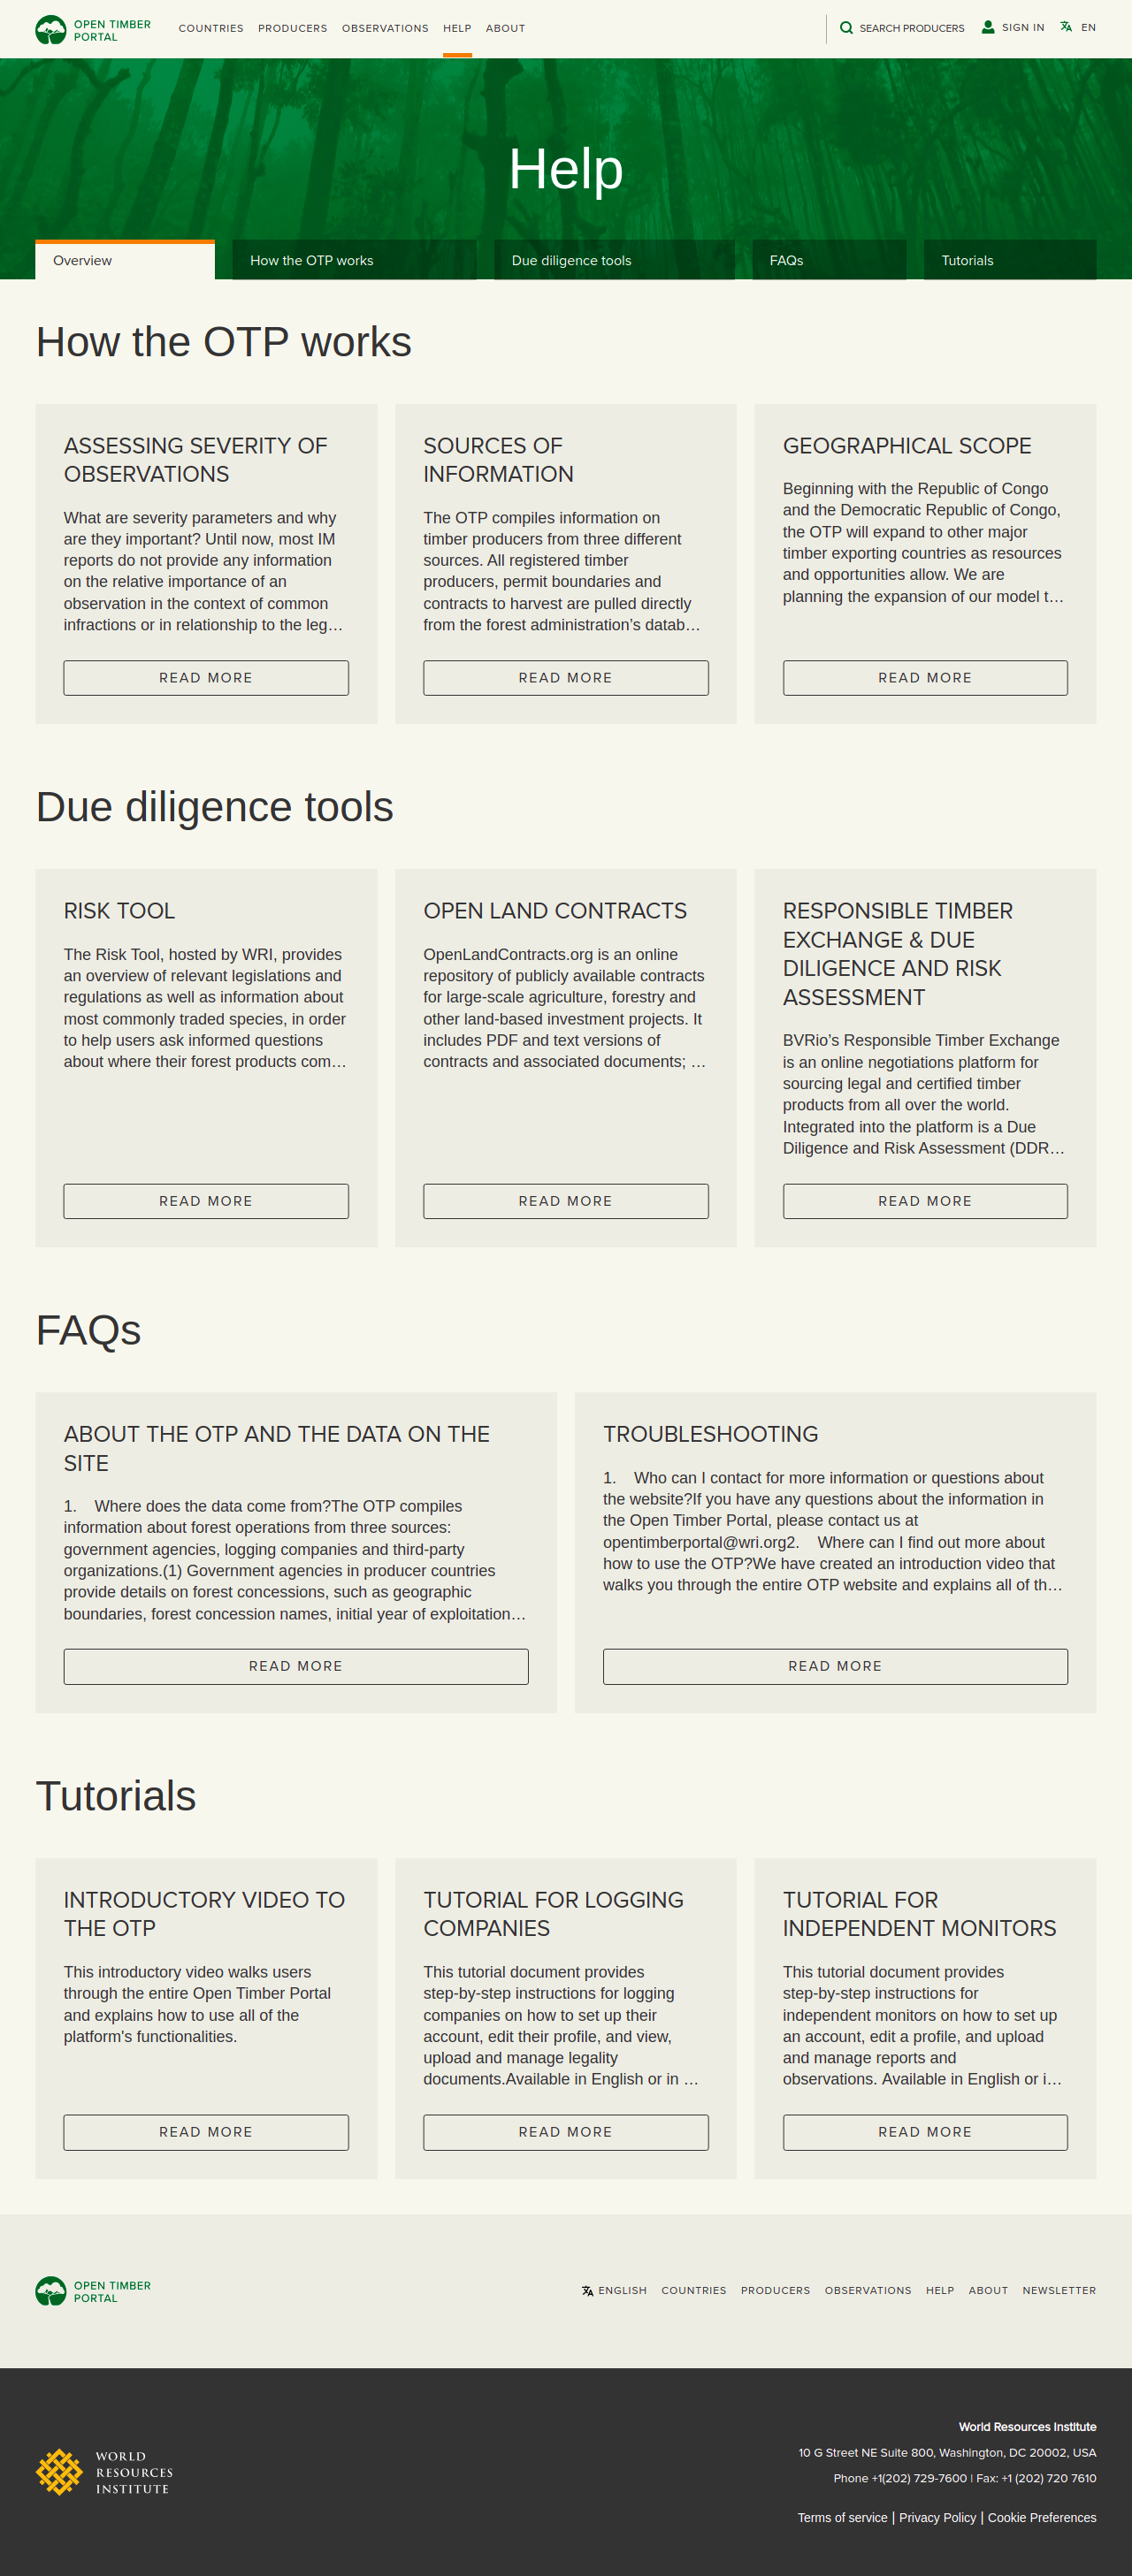 OPEN TIMBER
PORTAL
COUNTRIES PRODUCERS OBSERVATIONS HELP ABOUT
SEARCH PRODUCERS SIGN IN EN
Help
Overview How the OTP works Due diligence tools FAQs Tutorials
How the OTP works
ASSESSING SEVERITY OF
OBSERVATIONS
What are severity parameters and why
are they important? Until now, most IM
reports do not provide any information
on the relative importance of an
observation in the context of common
infractions or in relationship to the leg…
READ MORE
SOURCES OF
INFORMATION
The OTP compiles information on
timber producers from three different
sources. All registered timber
producers, permit boundaries and
contracts to harvest are pulled directly
from the forest administration’s datab…
READ MORE
GEOGRAPHICAL SCOPE
Beginning with the Republic of Congo
and the Democratic Republic of Congo,
the OTP will expand to other major
timber exporting countries as resources
and opportunities allow. We are
planning the expansion of our model t…
READ MORE
Due diligence tools
RISK TOOL
The Risk Tool, hosted by WRI, provides
an overview of relevant legislations and
regulations as well as information about
most commonly traded species, in order
to help users ask informed questions
about where their forest products com…
READ MORE
OPEN LAND CONTRACTS
OpenLandContracts.org is an online
repository of publicly available contracts
for large-scale agriculture, forestry and
other land-based investment projects. It
includes PDF and text versions of
contracts and associated documents; …
READ MORE
RESPONSIBLE TIMBER
EXCHANGE & DUE
DILIGENCE AND RISK
ASSESSMENT
BVRio’s Responsible Timber Exchange
is an online negotiations platform for
sourcing legal and certified timber
products from all over the world.
Integrated into the platform is a Due
Diligence and Risk Assessment (DDR…
READ MORE
FAQs
ABOUT THE OTP AND THE DATA ON THE
SITE
1. Where does the data come from?The OTP compiles
information about forest operations from three sources:
government agencies, logging companies and third-party
organizations.(1) Government agencies in producer countries
provide details on forest concessions, such as geographic
boundaries, forest concession names, initial year of exploitation…
READ MORE
TROUBLESHOOTING
1. Who can I contact for more information or questions about
the website?If you have any questions about the information in
the Open Timber Portal, please contact us at
opentimberportal@wri.org2. Where can I find out more about
how to use the OTP?We have created an introduction video that
walks you through the entire OTP website and explains all of th…
READ MORE
Tutorials
INTRODUCTORY VIDEO TO
THE OTP
This introductory video walks users
through the entire Open Timber Portal
and explains how to use all of the
platform's functionalities.
READ MORE
TUTORIAL FOR LOGGING
COMPANIES
This tutorial document provides
step-by-step instructions for logging
companies on how to set up their
account, edit their profile, and view,
upload and manage legality
documents.Available in English or in …
READ MORE
TUTORIAL FOR
INDEPENDENT MONITORS
This tutorial document provides
step-by-step instructions for
independent monitors on how to set up
an account, edit a profile, and upload
and manage reports and
observations. Available in English or i…
READ MORE
OPEN TIMBER
PORTAL
ENGLISH COUNTRIES PRODUCERS OBSERVATIONS HELP ABOUT NEWSLETTER
WORLD
RESOURCES
INSTITUTE
World Resources Institute
10 G Street NE Suite 800, Washington, DC 20002, USA
Phone +1(202) 729-7600 | Fax: +1 (202) 720 7610
Terms of service | Privacy Policy | Cookie Preferences